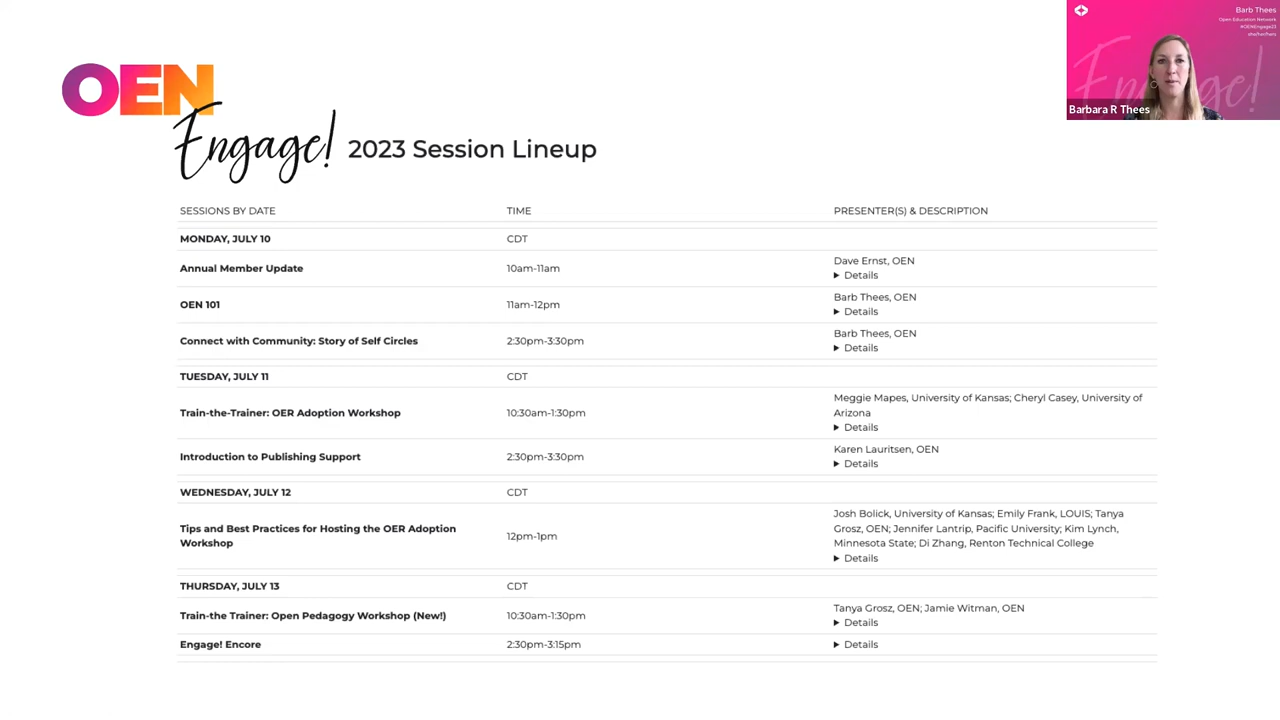 Barb Thees
Open Education Network
#OENEngage23
she/her/hers
Engage!
Barbara R Thees
OEN
Engage! 2023 Session Lineup
SESSIONS BY DATE TIME PRESENTER(S) & DESCRIPTION
MONDAY, JULY 10 CDT
Annual Member Update 10am-11am Dave Ernst, OEN
▶ Details
OEN 101 11am-12pm Barb Thees, OEN
▶ Details
Connect with Community: Story of Self Circles 2:30pm-3:30pm Barb Thees, OEN
▶ Details
TUESDAY, JULY 11 CDT
Train-the-Trainer: OER Adoption Workshop 10:30am-1:30pm Meggie Mapes, University of Kansas; Cheryl Casey, University of
Arizona
▶ Details
Introduction to Publishing Support 2:30pm-3:30pm Karen Lauritsen, OEN
▶ Details
WEDNESDAY, JULY 12 CDT
Tips and Best Practices for Hosting the OER Adoption
Workshop 12pm-1pm Josh Bolick, University of Kansas; Emily Frank, LOUIS; Tanya
Grosz, OEN; Jennifer Lantrip, Pacific University; Kim Lynch,
Minnesota State; Di Zhang, Renton Technical College
▶ Details
THURSDAY, JULY 13 CDT
Train-the Trainer: Open Pedagogy Workshop (New!) 10:30am-1:30pm Tanya Grosz, OEN; Jamie Witman, OEN
▶ Details
Engage! Encore 2:30pm-3:15pm ▶ Details